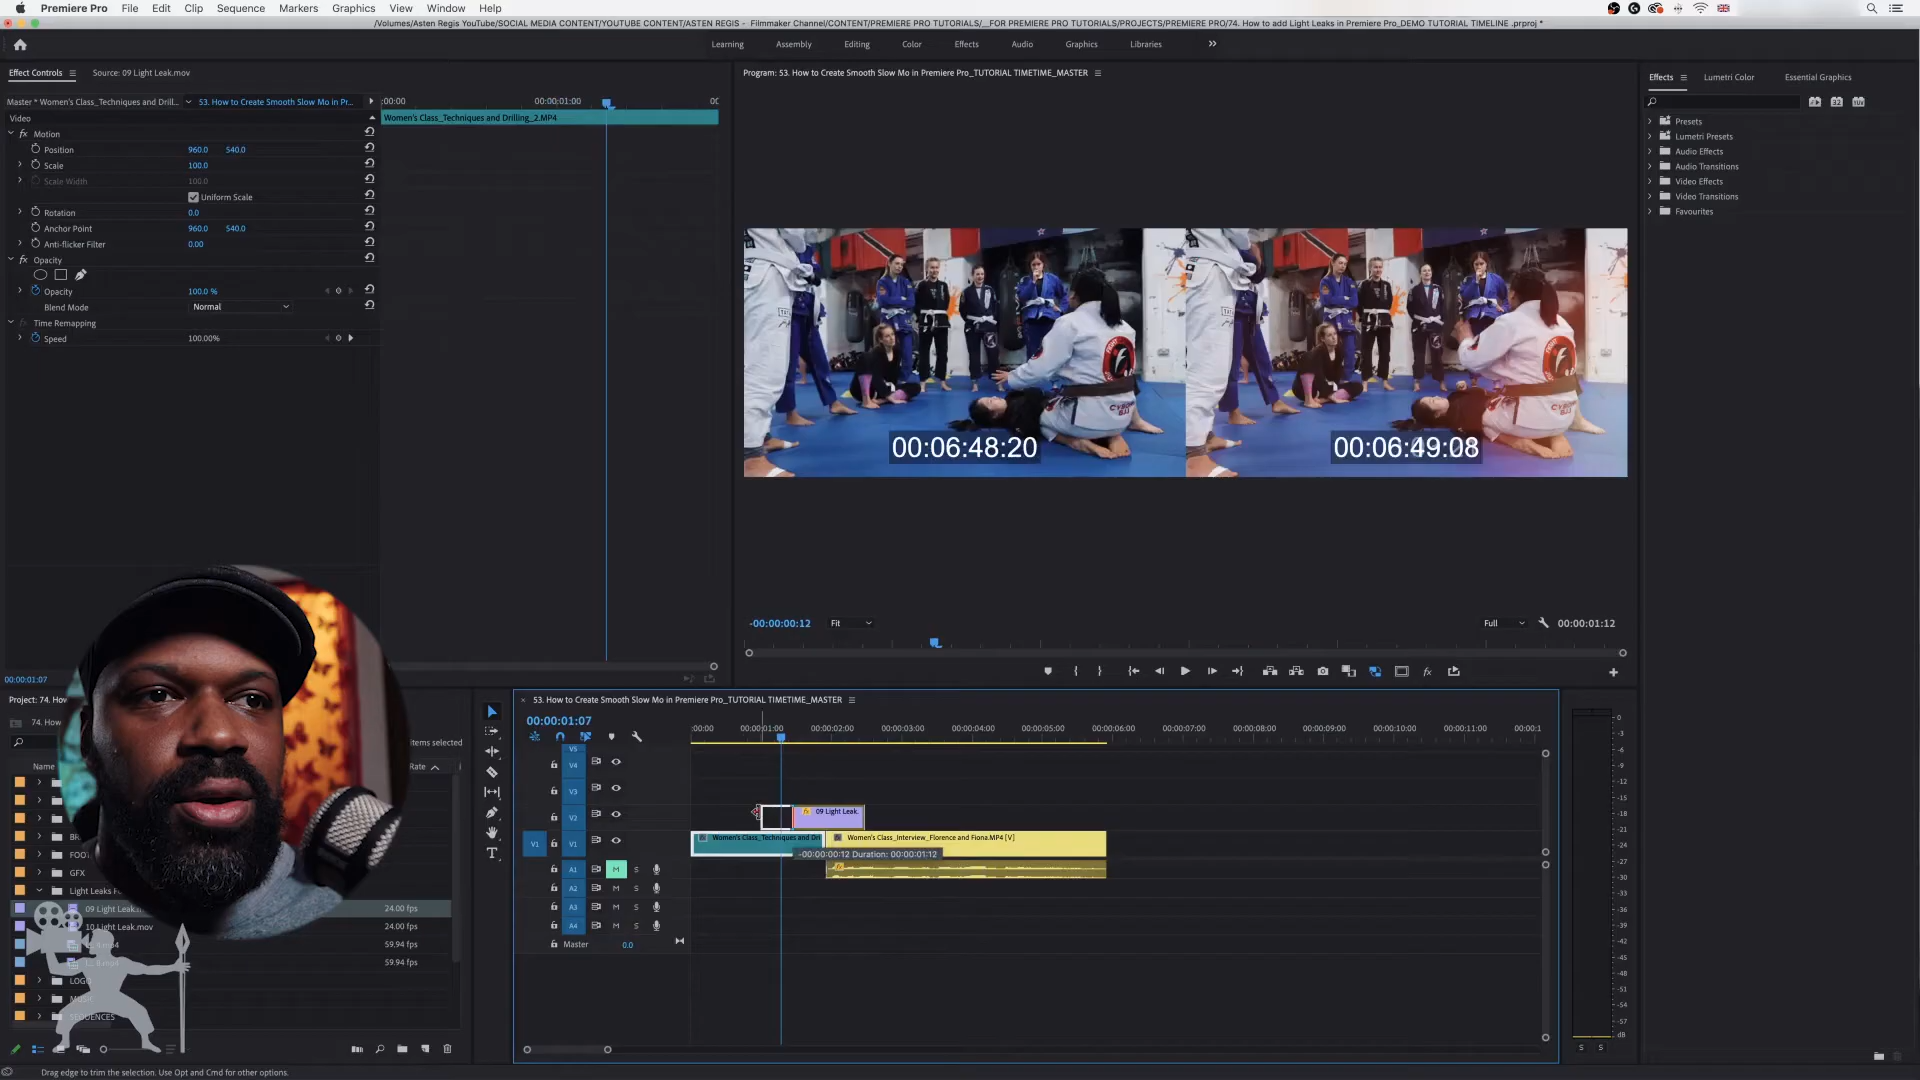 Premiere Pro File Edit Clip Sequence Markers Graphics View Window Help
/Volumes/Asten Regis YouTube/SOCIAL MEDIA CONTENT/YOUTUBE CONTENT/ASTEN REGIS - Filmmaker Channel/CONTENT/PREMIERE PRO TUTORIALS/__FOR PREMIERE PRO TUTORIALS/PROJECTS/PREMIERE PRO/74. How to add Light Leaks in Premiere Pro_DEMO TUTORIAL TIMELINE .prproj *
Learning Assembly Editing Color Effects Audio Graphics Libraries
Effect Controls Source: 09 Light Leak.mov
Program: 53. How to Create Smooth Slow Mo in Premiere Pro_TUTORIAL TIMETIME_MASTER
Effects Lumetri Color Essential Graphics
Master * Women's Class_Techniques and Drill... 53. How to Create Smooth Slow Mo in Pr... :00:00 00:00:01:00
Video
Women's Class_Techniques and Drilling_2.MP4
fx Motion
Position 960.0 540.0
Scale 100.0
Scale Width 100.0
Uniform Scale
Rotation 0.0
Anchor Point 960.0 540.0
Anti-flicker Filter 0.00
fx Opacity
Opacity 100.0 %
Blend Mode Normal
Time Remapping
Speed 100.00%
Presets
Lumetri Presets
Audio Effects
Audio Transitions
Video Effects
Video Transitions
Favourites
00:06:48:20
00:06:49:08
-00:00:00:12 Fit Full 00:00:01:12
00:00:01:07
Project: 74. How
74. How
items selected
Name
Rate
FOO
GFX
Light Leaks F
09 Light Leak.m 24.00 fps
10 Light Leak.mov 24.00 fps
59.94 fps
59.94 fps
LOGO
MUSIC
SEQUENCES
53. How to Create Smooth Slow Mo in Premiere Pro_TUTORIAL TIMETIME_MASTER
00:00:01:07
:00:00 00:00:01:00 00:00:02:00 00:00:03:00 00:00:04:00 00:00:05:00 00:00:06:00 00:00:07:00 00:00:08:00 00:00:09:00 00:00:10:00 00:00:11:00 00:00:1
V5
V4
V3
V2 fx 09 Light Leak.
V1 V1 Women's Class_Techniques and Dri Women's Class_Interview_Florence and Fiona.MP4 [V]
-00:00:00:12 Duration: 00:00:01:12
A1 M S
A2 M S
A3 M S
A4 M S
Master 0.0
0
-3
-6
-9
-12
-15
-18
-21
-24
-27
-30
-33
-36
-39
-42
-45
-48
-51
-54
-57
dB
S S
Drag edge to trim the selection. Use Opt and Cmd for other options.